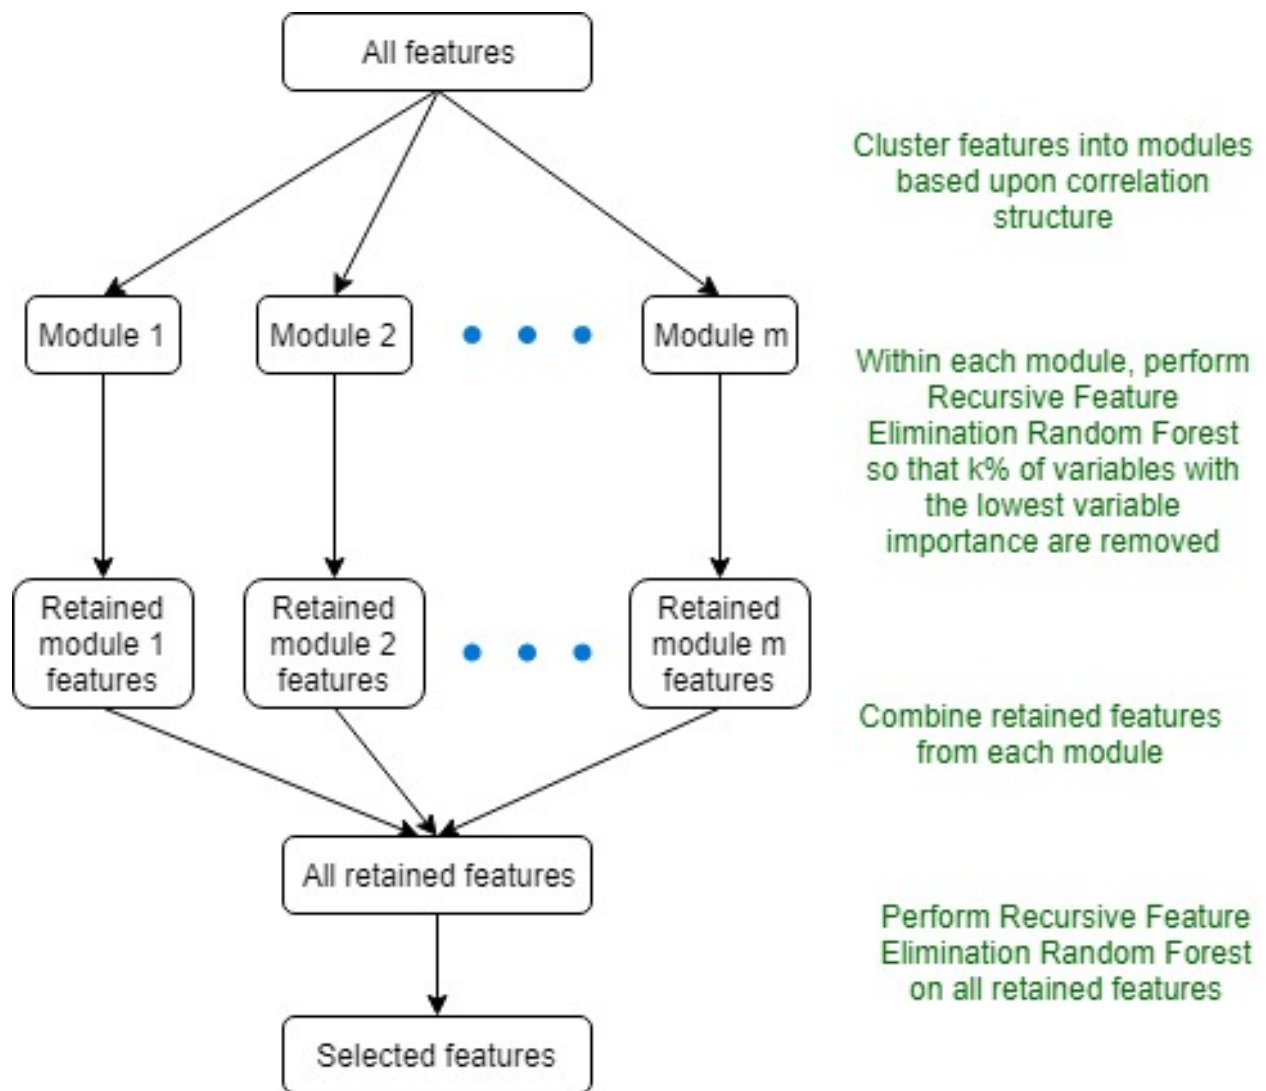 All features
Cluster features into modules
based upon correlation
structure
Module 1
Module 2
Module m
Within each module, perform
Recursive Feature
Elimination Random Forest
so that k% of variables with
the lowest variable
importance are removed
Retained
module 1
features
Retained
module 2
features
Retained
module m
features
Combine retained features
from each module
All retained features
Perform Recursive Feature
Elimination Random Forest
on all retained features
Selected features